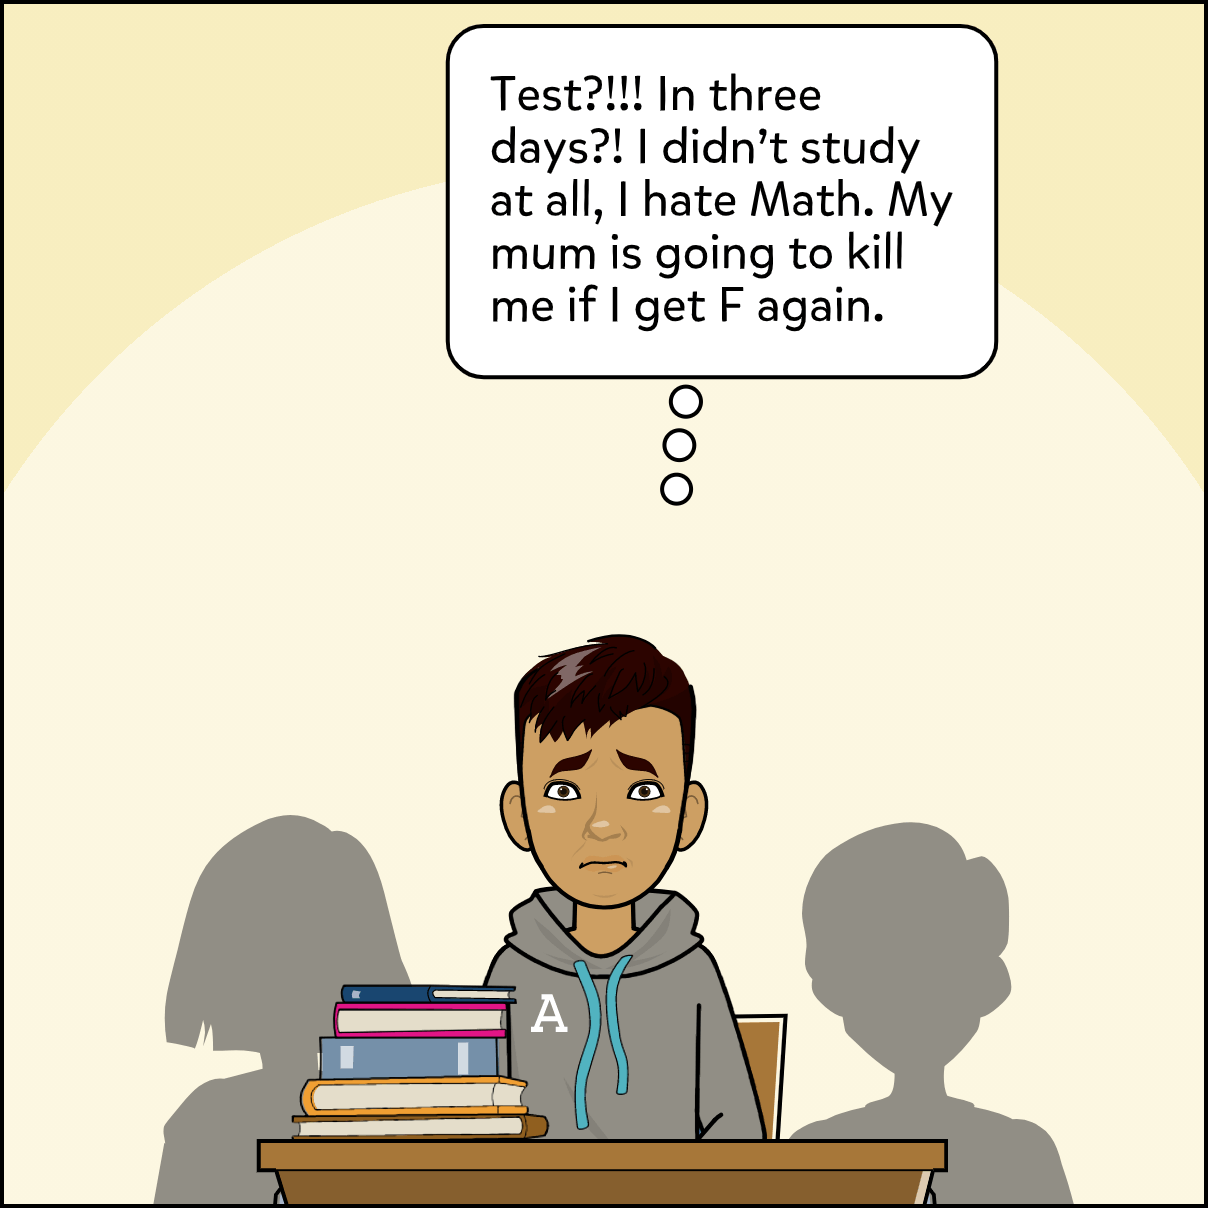 Test?!!! In three
days?! I didn’t study
at all, I hate Math. My
mum is going to kill
me if I get F again.
A